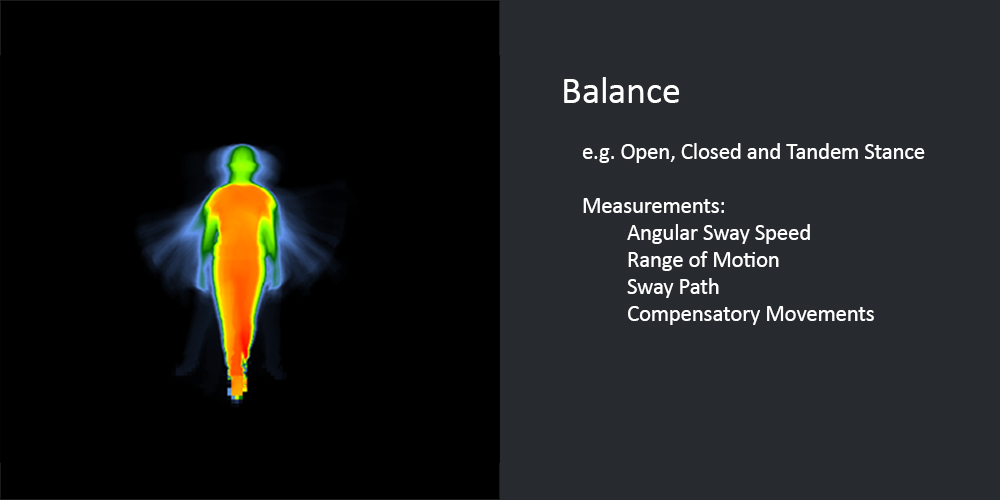 Balance
e.g. Open, Closed and Tandem Stance
Measurements:
Angular Sway Speed
Range of Motion
Sway Path
Compensatory Movements